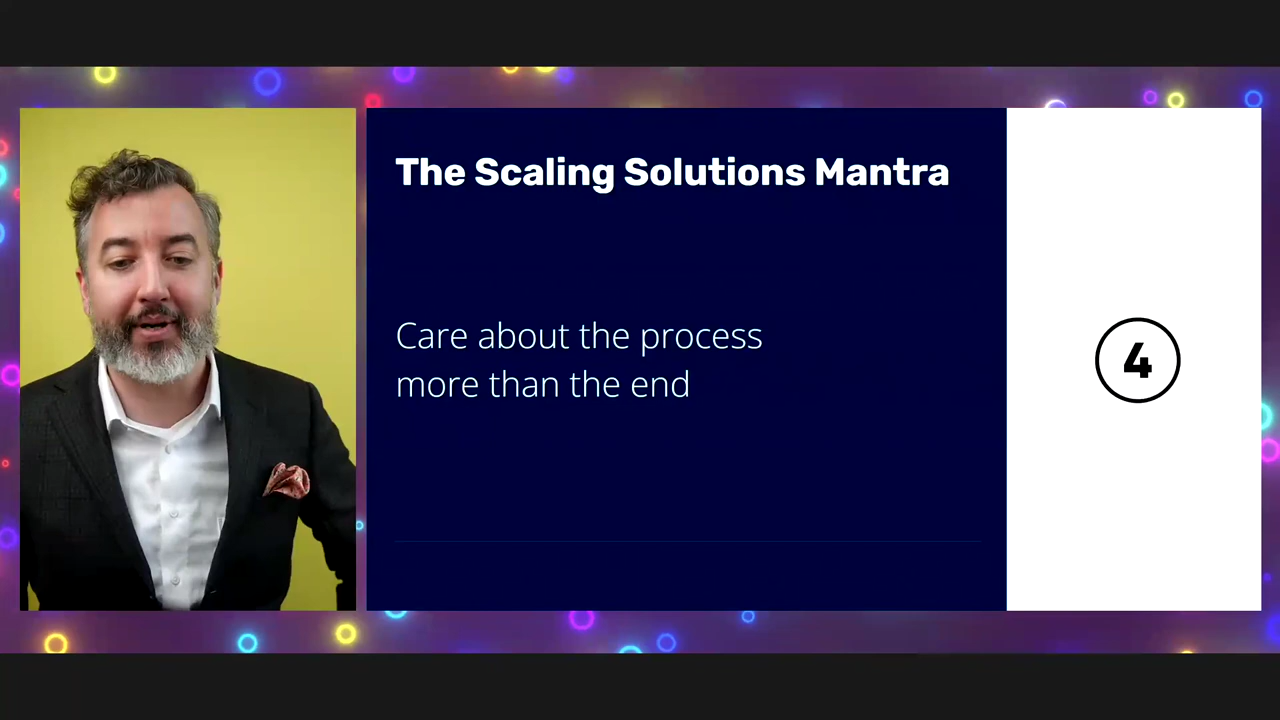 The Scaling Solutions Mantra
Care about the process
more than the end
4